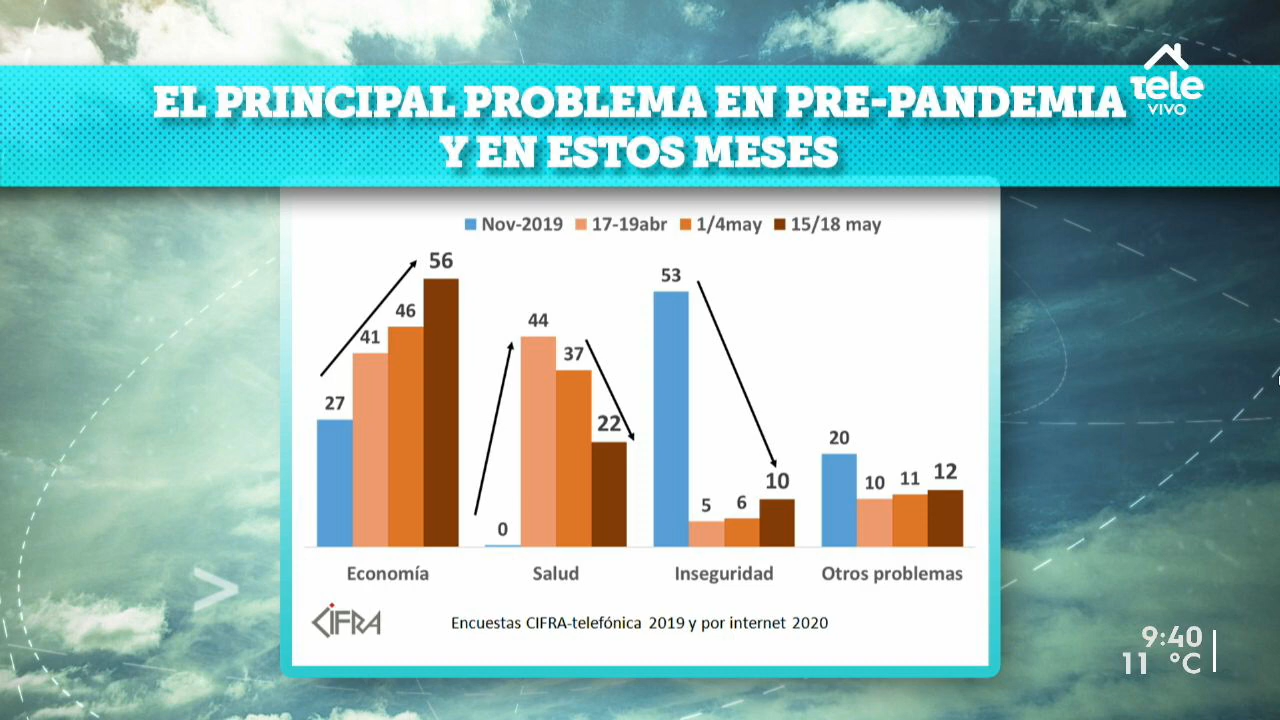 EL PRINCIPAL PROBLEMA EN PRE-PANDEMIA
Y EN ESTOS MESES
tele
VIVO
Nov-2019 17-19abr 1/4may 15/18 may
27 41 46 56
0 44 37 22
53 5 6 10
20 10 11 12
Economía Salud Inseguridad Otros problemas
CIFRA
Encuestas CIFRA-telefónica 2019 y por internet 2020
9:40
11 °C